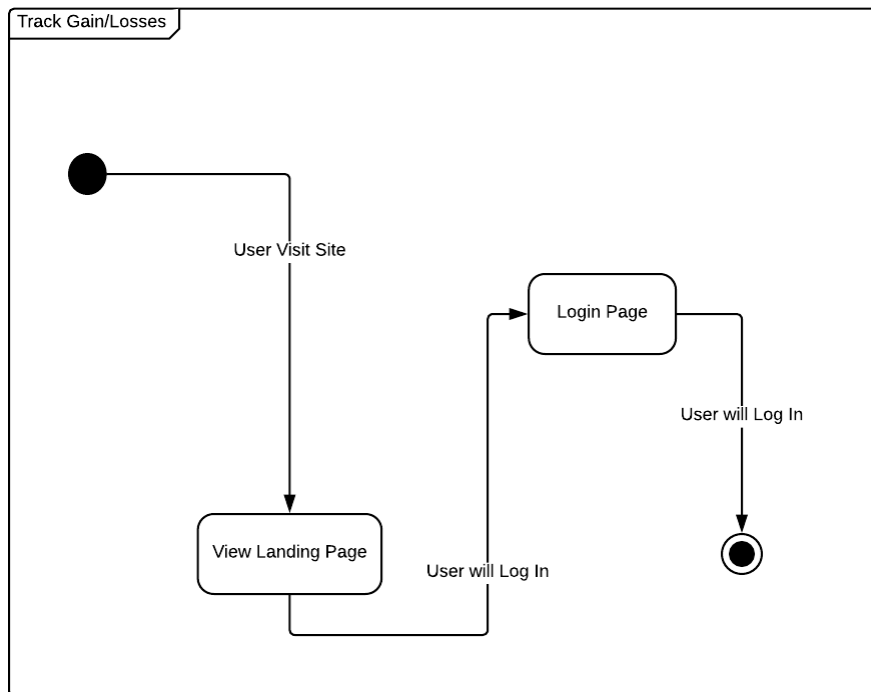 Track Gain/Losses
User Visit Site
Login Page
User will Log In
View Landing Page
User will Log In